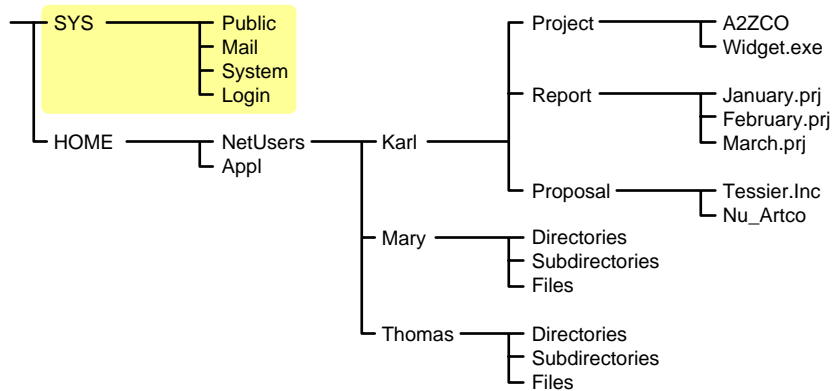 SYS Public Project A2ZCO
Mail Widget.exe
System
Login Report January.prj
February.prj
HOME NetUsers Karl March.prj
Appl
Proposal Tessier.Inc
Nu_Artco
Mary Directories
Subdirectories
Files
Thomas Directories
Subdirectories
Files